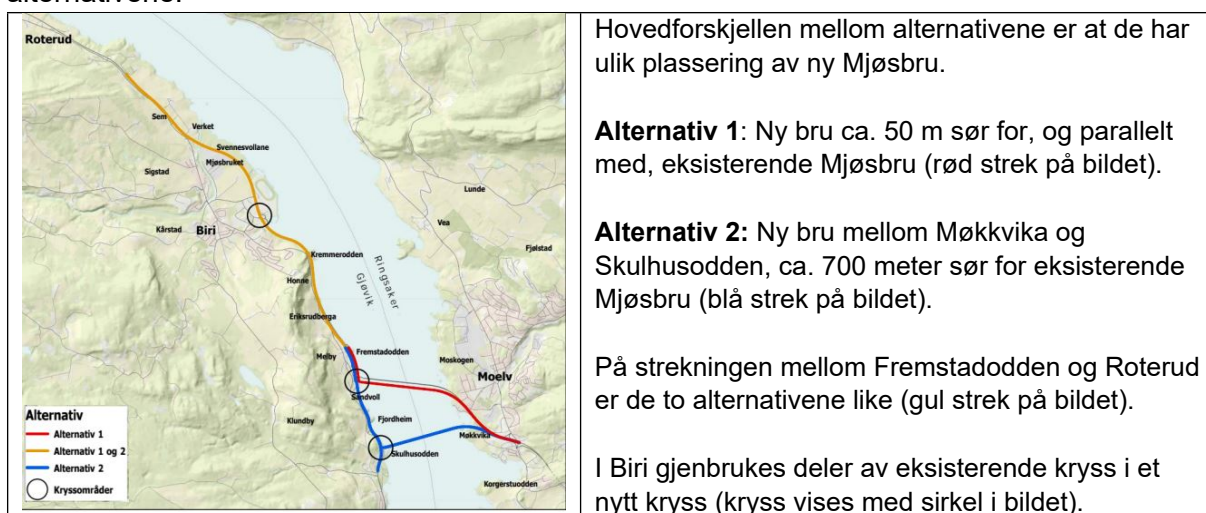 alternativene.
Roterud
Sem
Verket
Svennesvollane
Mjøsbruket
Sigstad
Lunde
Vea
Kårstad
Biri
Fjølstad
Kremmerodden
Honne
Ringsaker
Gjøvik
Eriksrudberga
Melby
Fremstadodden
Moskogen
Moelv
Sandvoll
Klundby
Fjordheim
Møkkvika
Skulhusodden
Korgerstuodden
Alternativ
Alternativ 1
Alternativ 1 og 2
Alternativ 2
Kryssområder
Hovedforskjellen mellom alternativene er at de har
ulik plassering av ny Mjøsbru.
Alternativ 1: Ny bru ca. 50 m sør for, og parallelt
med, eksisterende Mjøsbru (rød strek på bildet).
Alternativ 2: Ny bru mellom Møkkvika og
Skulhusodden, ca. 700 meter sør for eksisterende
Mjøsbru (blå strek på bildet).
På strekningen mellom Fremstadodden og Roterud
er de to alternativene like (gul strek på bildet).
I Biri gjenbrukes deler av eksisterende kryss i et
nytt kryss (kryss vises med sirkel i bildet).